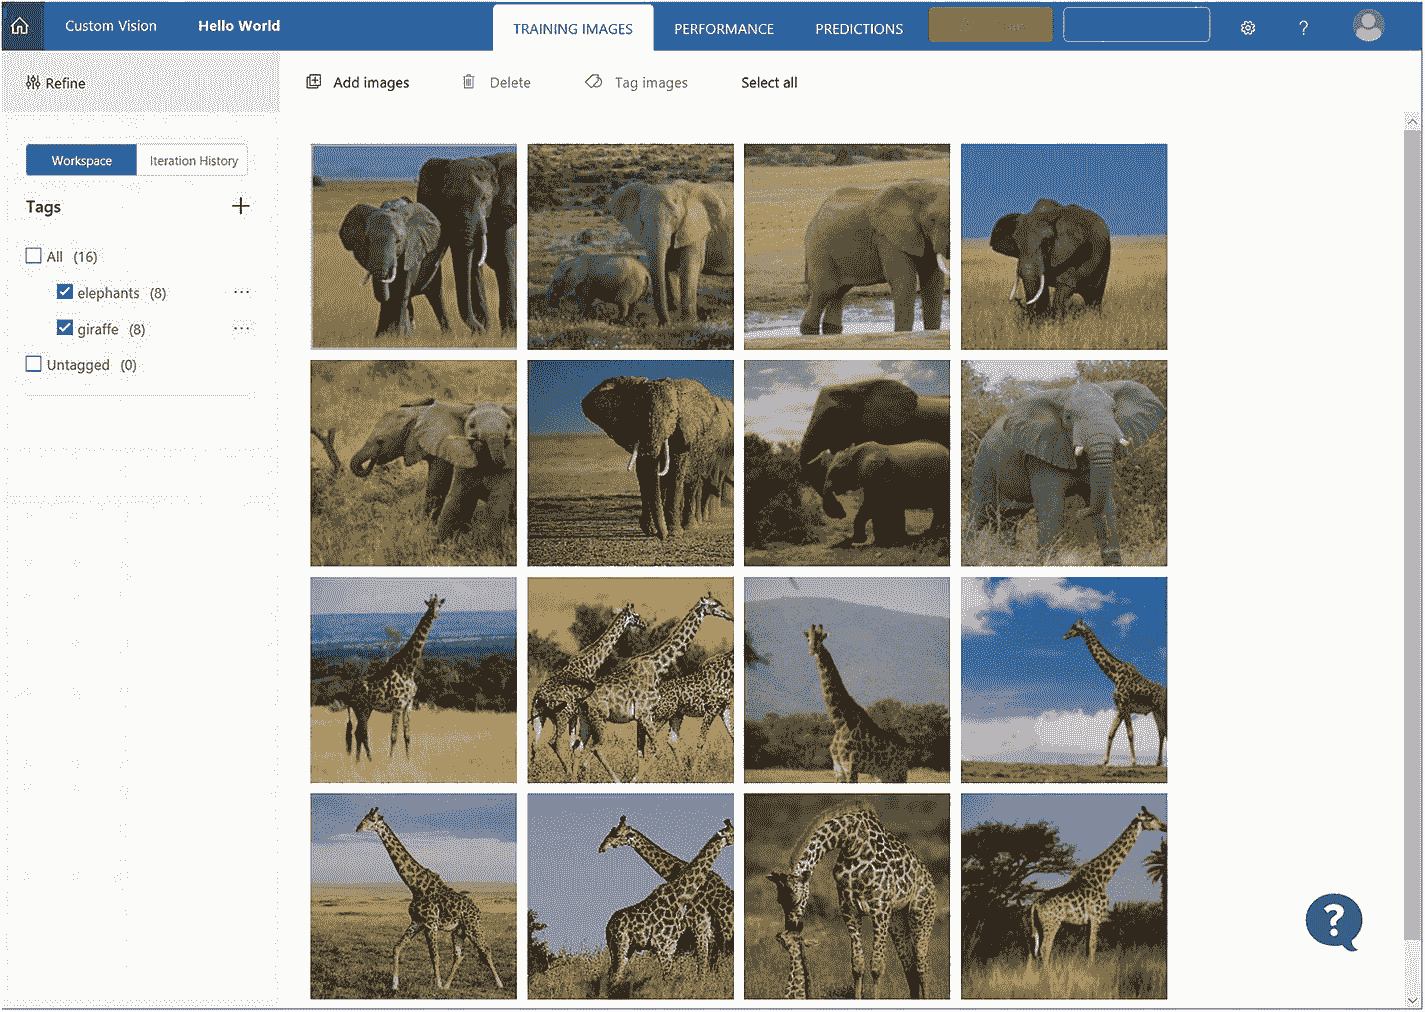 Custom Vision Hello World TRAINING IMAGES PERFORMANCE PREDICTIONS ?
Refine Add images Delete Tag images Select all
Workspace Iteration History
Tags +
All (16)
elephants (8) ...
giraffe (8) ...
Untagged (0)
?